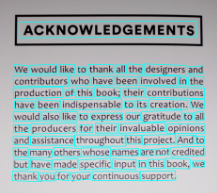 ACKNOWLEDGEMENTS
We would like to thank all the designers and
contributors who have been involved in the
production of this book; their contributions
have been indispensable to its creation. We
would also like to express our gratitude to all
the producers for their invaluable opinions
and assistance throughout this project. And to
the many others whose names are not credited
but have made specific input in this book, we
thank you for your continuous support.